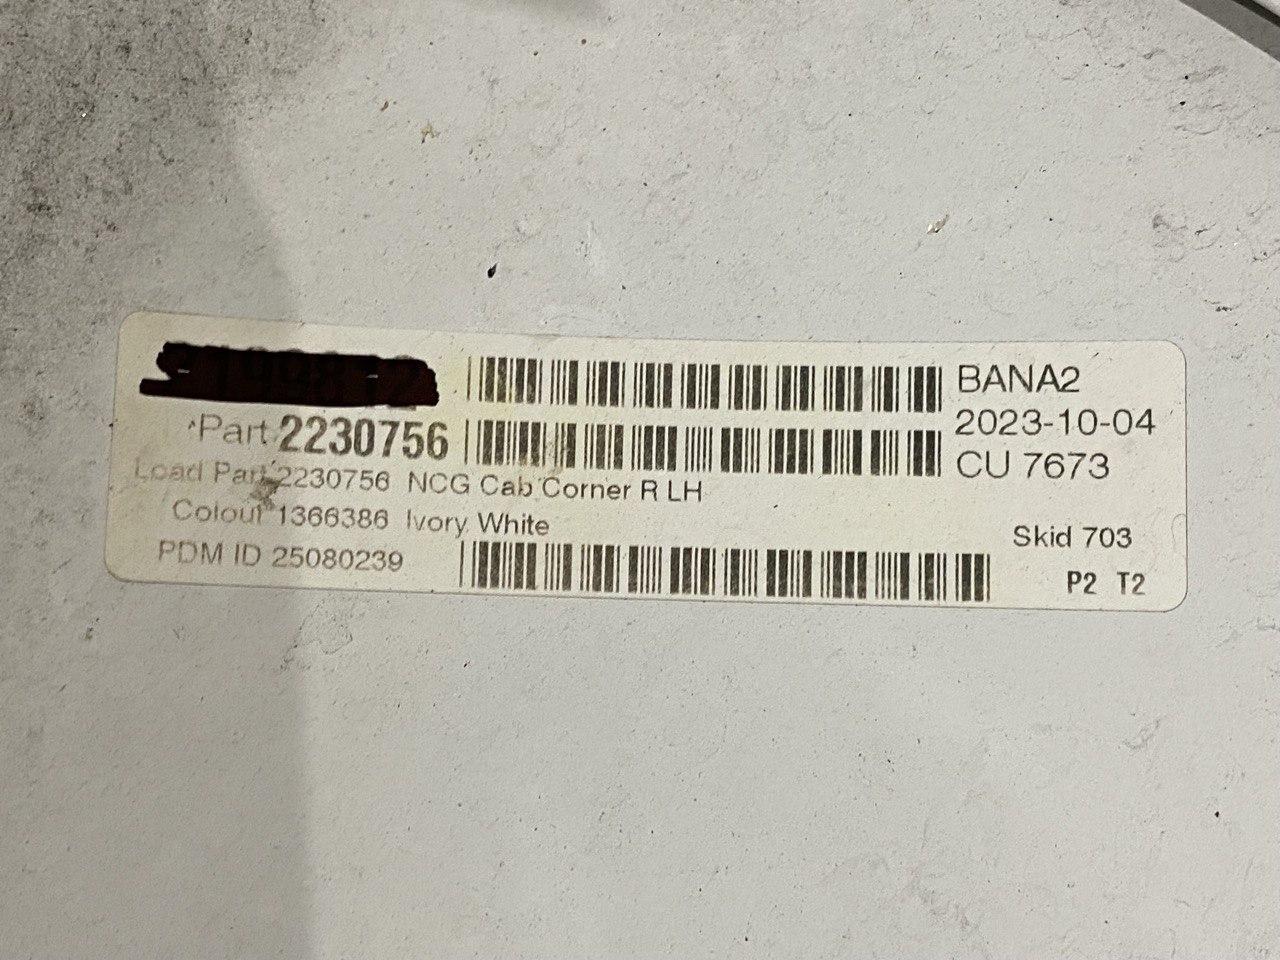 BANA2
Part 2230756
2023-10-04
Load Part 2230756 NCG Cab Corner R LH
CU 7673
Colour 1366386 Ivory White
Skid 703
PDM ID 25080239
P2 T2